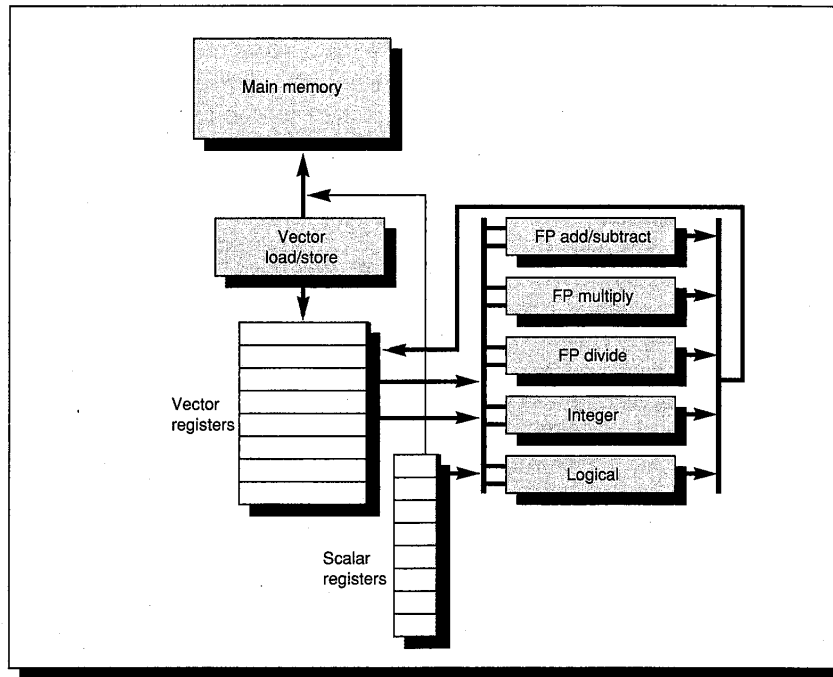 Main memory
Vector
load/store
FP add/subtract
FP multiply
FP divide
Integer
Logical
Vector
registers
Scalar
registers